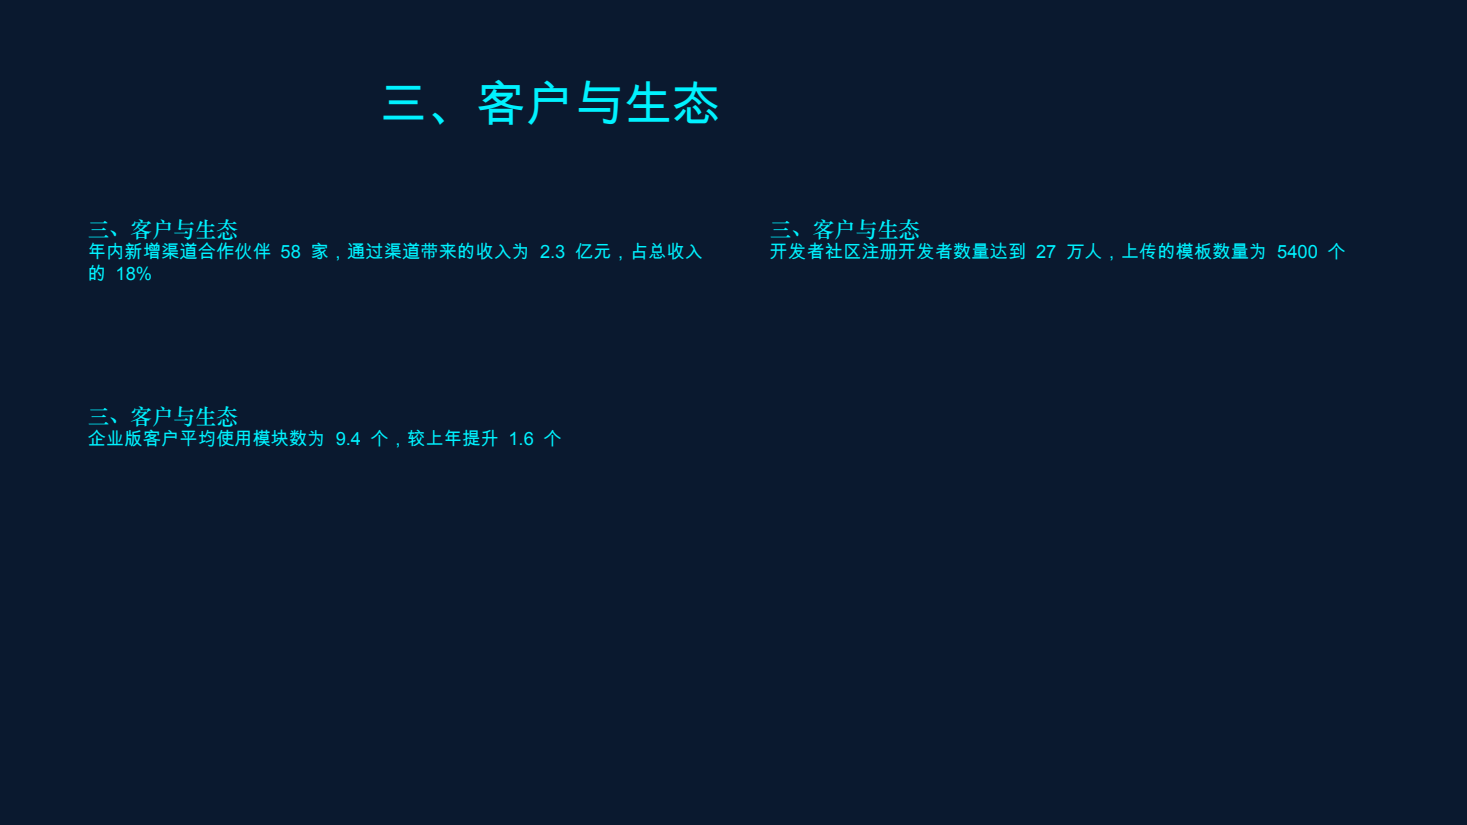 三、客户与生态
三、客户与生态
年内新增渠道合作伙伴 58 家，通过渠道带来的收入为 2.3 亿元，占总收入
的 18%
三、客户与生态
开发者社区注册开发者数量达到 27 万人，上传的模板数量为 5400 个
三、客户与生态
企业版客户平均使用模块数为 9.4 个，较上年提升 1.6 个